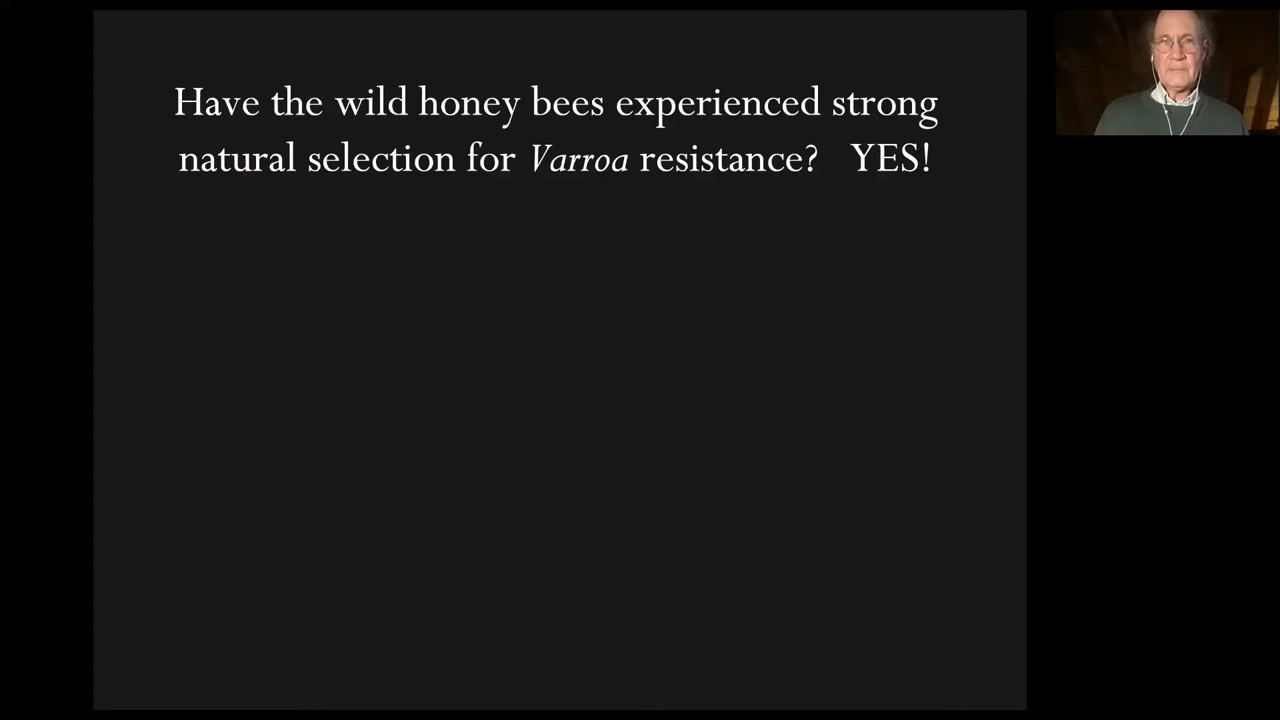 Have the wild honey bees experienced strong
natural selection for Varroa resistance? YES!